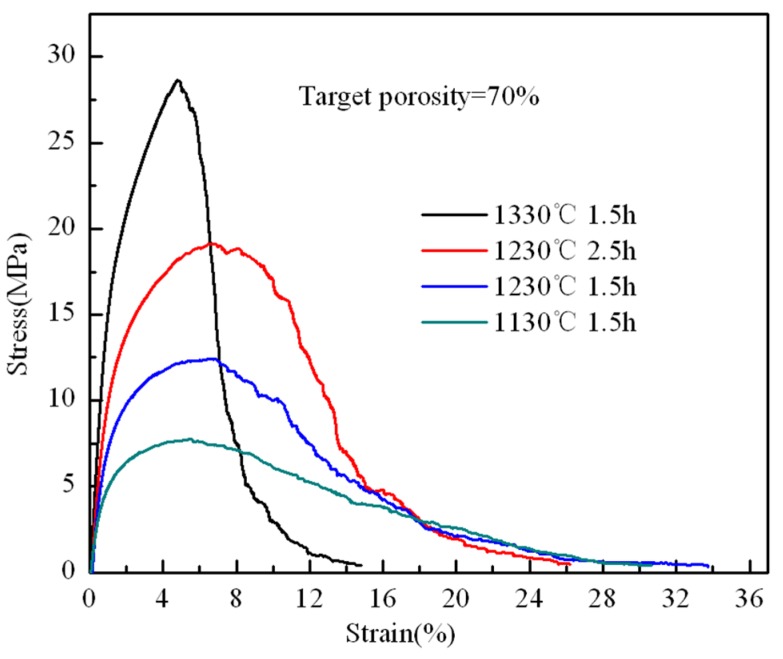 30
Target porosity=70%
25
1330℃ 1.5h
20
1230℃ 2.5h
1230℃ 1.5h
15
1130℃ 1.5h
Stress(MPa)
10
5
0
0 4 8 12 16 20 24 28 32 36
Strain(%)